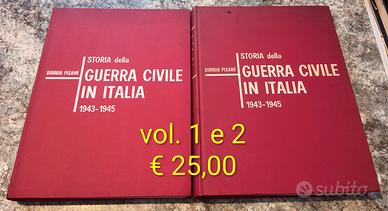 STORIA della
GIORGIO PISANÒ
GUERRA CIVILE
IN ITALIA
1943-1945
STORIA della
GIORGIO PISANÒ
GUERRA CIVILE
IN ITALIA
1943-1945
vol. 1 e 2
€ 25,00
subito